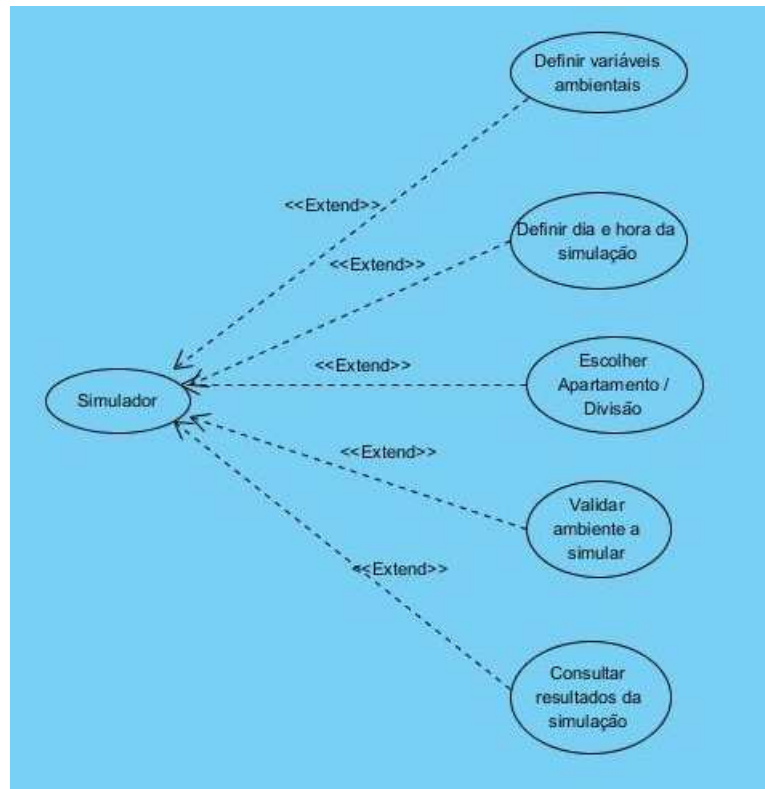 Definir variáveis
ambientais
<<Extend>>
Definir dia e hora da
simulação
<<Extend>>
Escolher
Apartamento /
Divisão
<<Extend>>
Simulador
<<Extend>>
Validar
ambiente a
simular
<<Extend>>
Consultar
resultados da
simulação